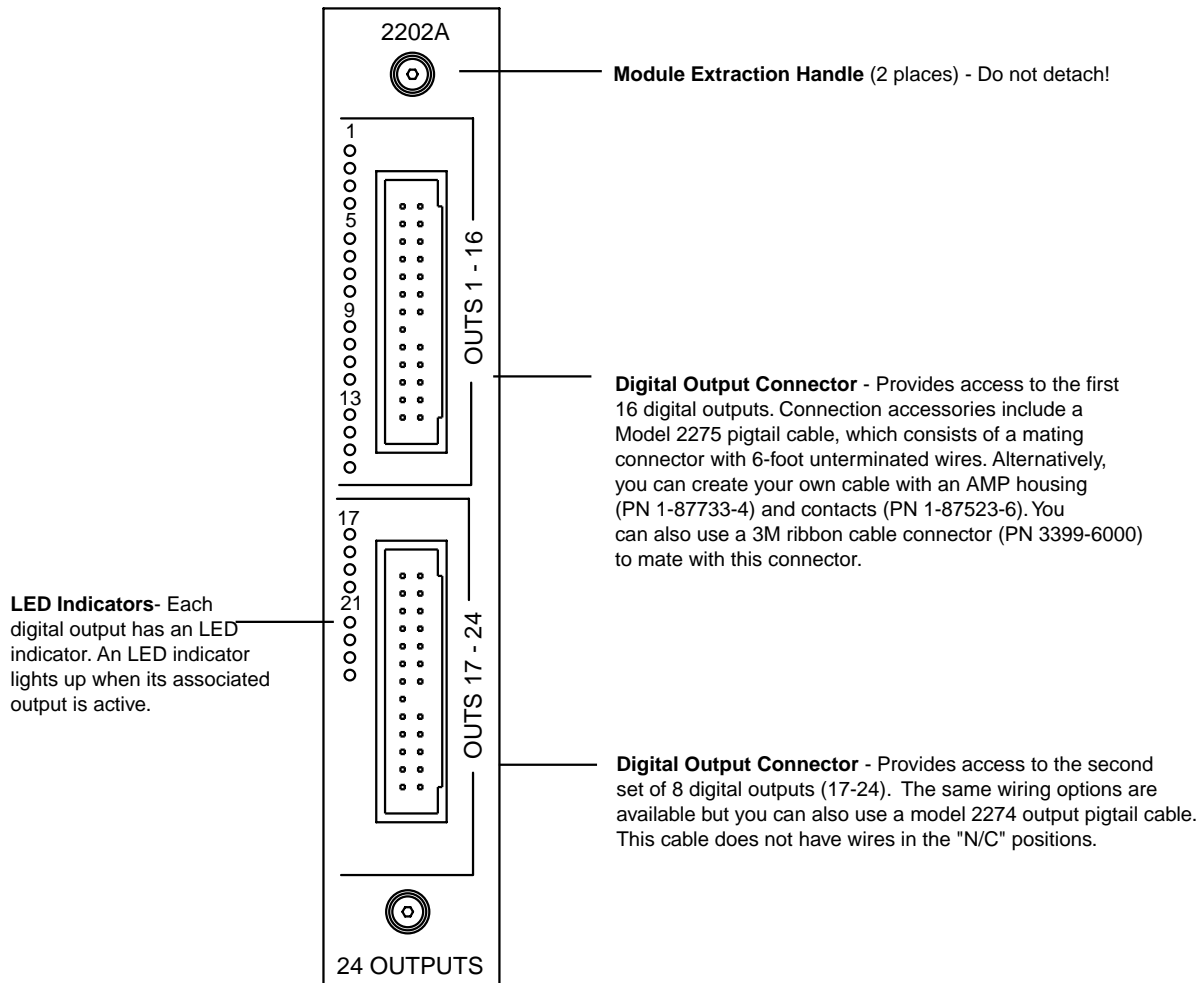 2202A
Module Extraction Handle (2 places) - Do not detach!
1
5
9
13
OUTS 1 - 16
Digital Output Connector - Provides access to the first
16 digital outputs. Connection accessories include a
Model 2275 pigtail cable, which consists of a mating
connector with 6-foot unterminated wires. Alternatively,
you can create your own cable with an AMP housing
(PN 1-87733-4) and contacts (PN 1-87523-6). You
can also use a 3M ribbon cable connector (PN 3399-6000)
to mate with this connector.
17
21
OUTS 17 - 24
LED Indicators- Each
digital output has an LED
indicator. An LED indicator
lights up when its associated
output is active.
Digital Output Connector - Provides access to the second
set of 8 digital outputs (17-24). The same wiring options are
available but you can also use a model 2274 output pigtail cable.
This cable does not have wires in the "N/C" positions.
24 OUTPUTS